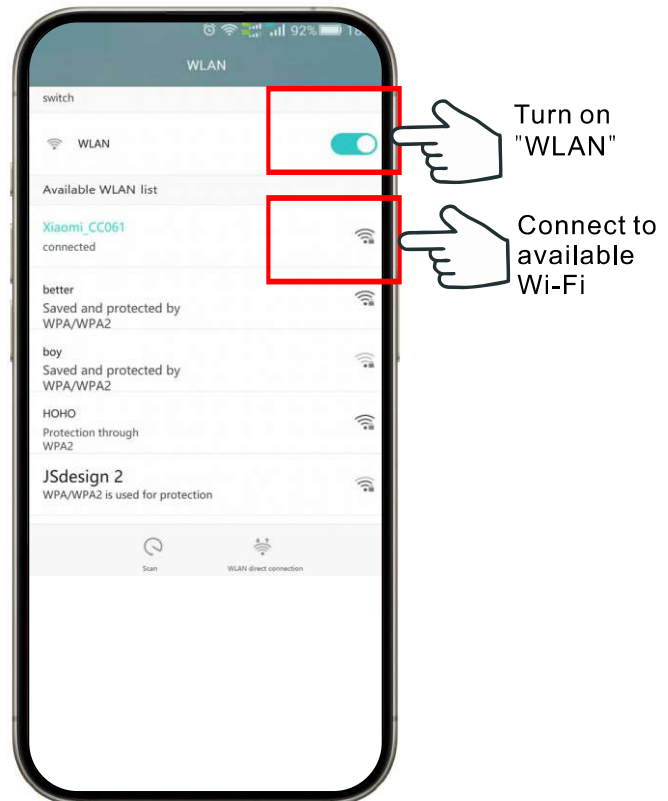 92% 18
WLAN
switch
WLAN
Turn on
"WLAN"
Available WLAN list
Xiaomi_CC061
connected
Connect to
available
Wi-Fi
better
Saved and protected by
WPA/WPA2
boy
Saved and protected by
WPA/WPA2
HOHO
Protection through
WPA2
JSdesign 2
WPA/WPA2 is used for protection
Scan
WLAN direct connection